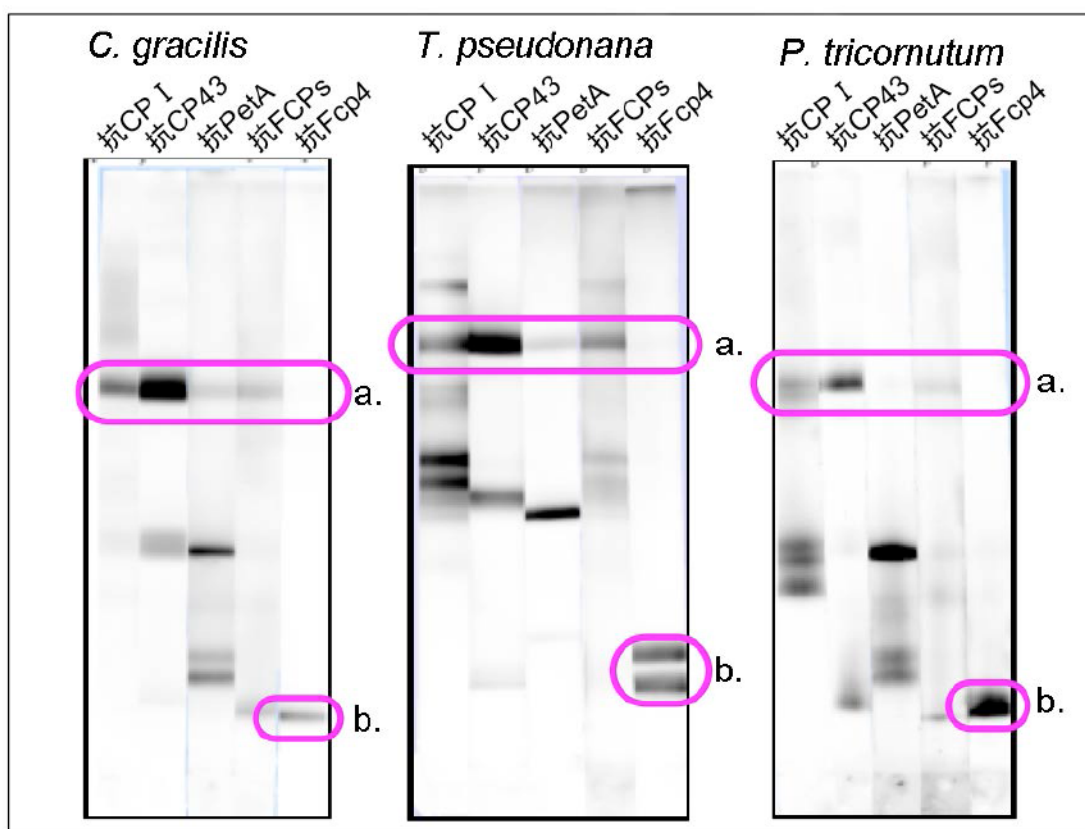 C. gracilis
抗CPⅠ
抗CP43
抗PetA
抗FCPs
抗Fcp4
a.
b.
T. pseudonana
抗CPⅠ
抗CP43
抗PetA
抗FCPs
抗Fcp4
a.
b.
P. tricornutum
抗CPⅠ
抗CP43
抗PetA
抗FCPs
抗Fcp4
a.
b.